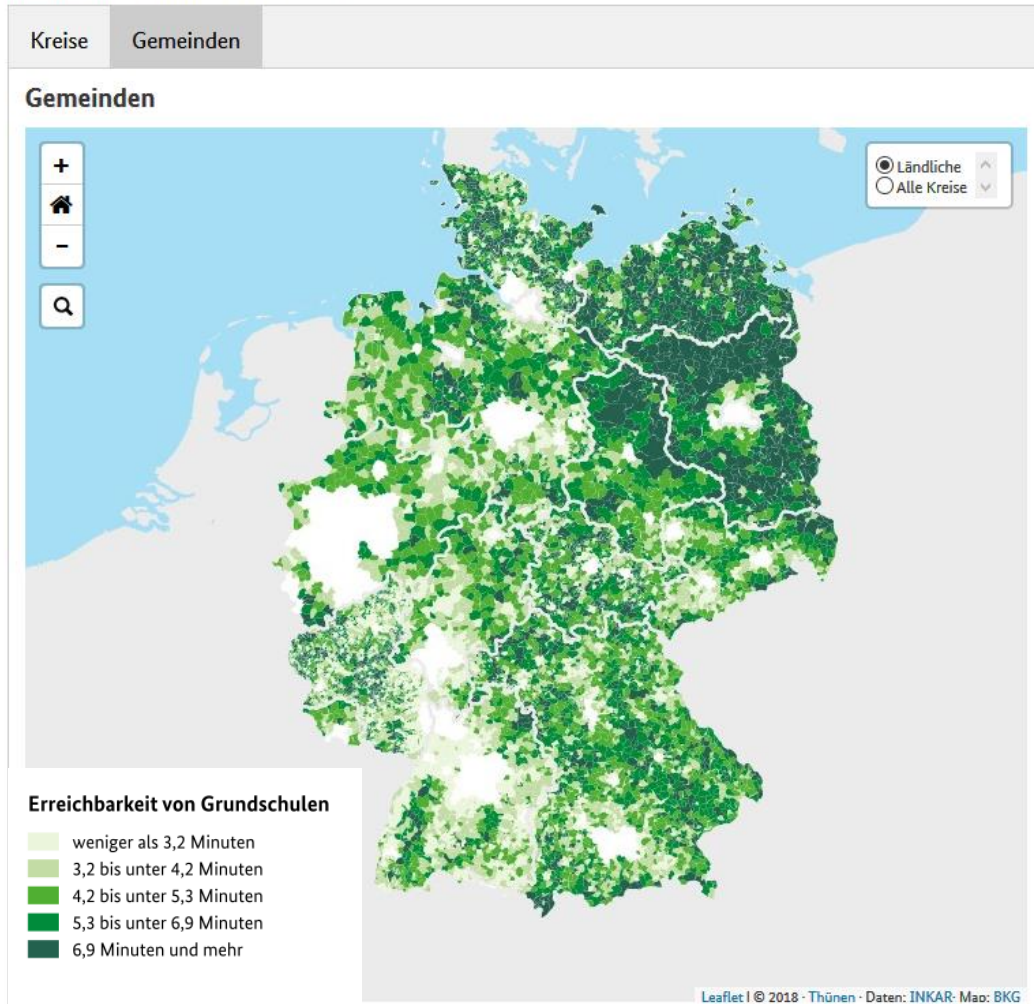 Kreise Gemeinden
Gemeinden
+
−
Ländliche
Alle Kreise
Erreichbarkeit von Grundschulen
weniger als 3,2 Minuten
3,2 bis unter 4,2 Minuten
4,2 bis unter 5,3 Minuten
5,3 bis unter 6,9 Minuten
6,9 Minuten und mehr
Leaflet | © 2018 · Thünen · Daten: INKAR· Map: BKG